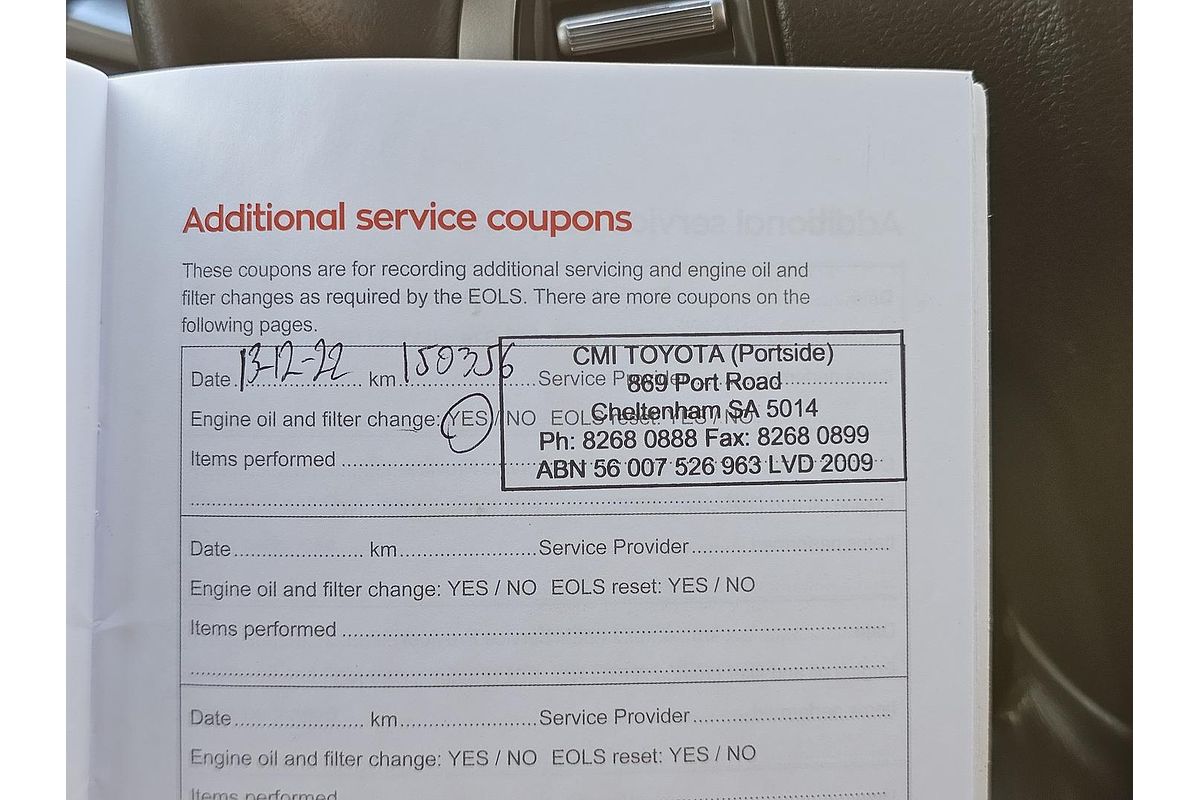 Additional service coupons
These coupons are for recording additional servicing and engine oil and
filter changes as required by the EOLS. There are more coupons on the
following pages.
Date 13-12-22 km 150356 Service Provider
CMI TOYOTA (Portside)
869 Port Road
Cheltenham SA 5014
Ph: 8268 0888 Fax: 8268 0899
ABN 56 007 526 963 LVD 2009
Engine oil and filter change: YES / NO EOLS reset: YES / NO
Items performed
Date km Service Provider
Engine oil and filter change: YES / NO EOLS reset: YES / NO
Items performed
Date km Service Provider
Engine oil and filter change: YES / NO EOLS reset: YES / NO
Items performed